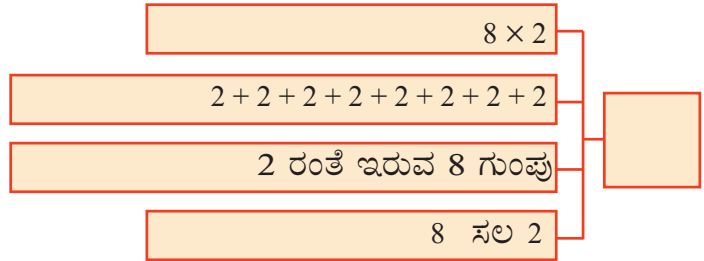 8 × 2
2 + 2 + 2 + 2 + 2 + 2 + 2 + 2
2 ರಂತೆ ಇರುವ 8 ಗುಂಪು
8 ಸಲ 2